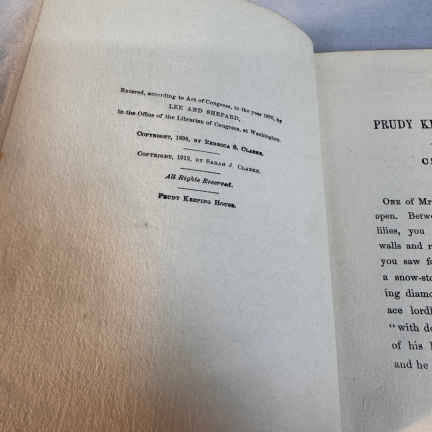 Entered, according to Act of Congress, in the year 1870, by
LEE AND SHEPARD,
in the Office of the Librarian of Congress, at Washington.
COPYRIGHT, 1898, BY REBECCA S. CLARKE.
COPYRIGHT, 1912, BY SARAH J. CLARKE.
All Rights Reserved.
PRUDY KEEPING HOUSE.
PRUDY KE
ONE of Mr
open. Betw
lilies, you
walls and r
you saw f
a snow-sto
ing diamo
ace lordl
"with d
of his
and he